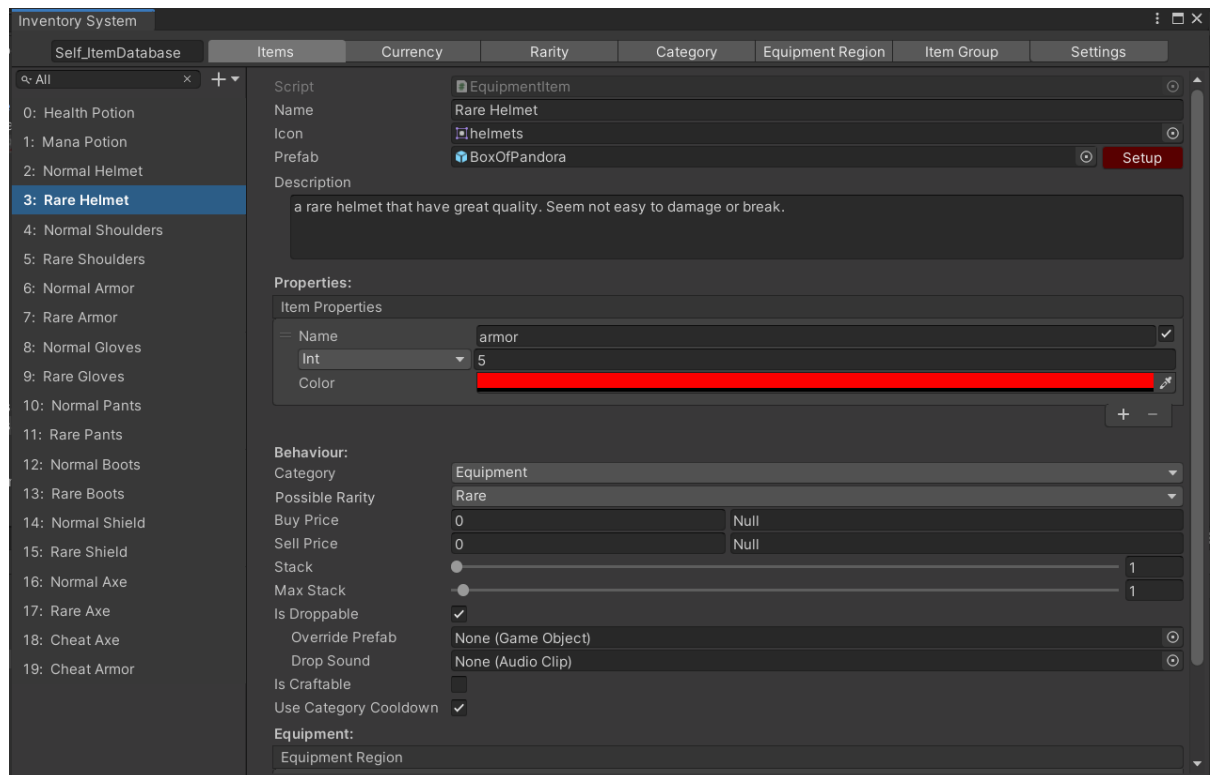 Inventory System
Self_ItemDatabase Items Currency Rarity Category Equipment Region Item Group Settings
All
0: Health Potion
1: Mana Potion
2: Normal Helmet
3: Rare Helmet
4: Normal Shoulders
5: Rare Shoulders
6: Normal Armor
7: Rare Armor
8: Normal Gloves
9: Rare Gloves
10: Normal Pants
11: Rare Pants
12: Normal Boots
13: Rare Boots
14: Normal Shield
15: Rare Shield
16: Normal Axe
17: Rare Axe
18: Cheat Axe
19: Cheat Armor
Script EquipmentItem
Name Rare Helmet
Icon helmets
Prefab BoxOfPandora Setup
Description
a rare helmet that have great quality. Seem not easy to damage or break.
Properties:
Item Properties
Name armor
Int 5
Color
Behaviour:
Category Equipment
Possible Rarity Rare
Buy Price 0 Null
Sell Price 0 Null
Stack 1
Max Stack 1
Is Droppable
Override Prefab None (Game Object)
Drop Sound None (Audio Clip)
Is Craftable
Use Category Cooldown
Equipment:
Equipment Region